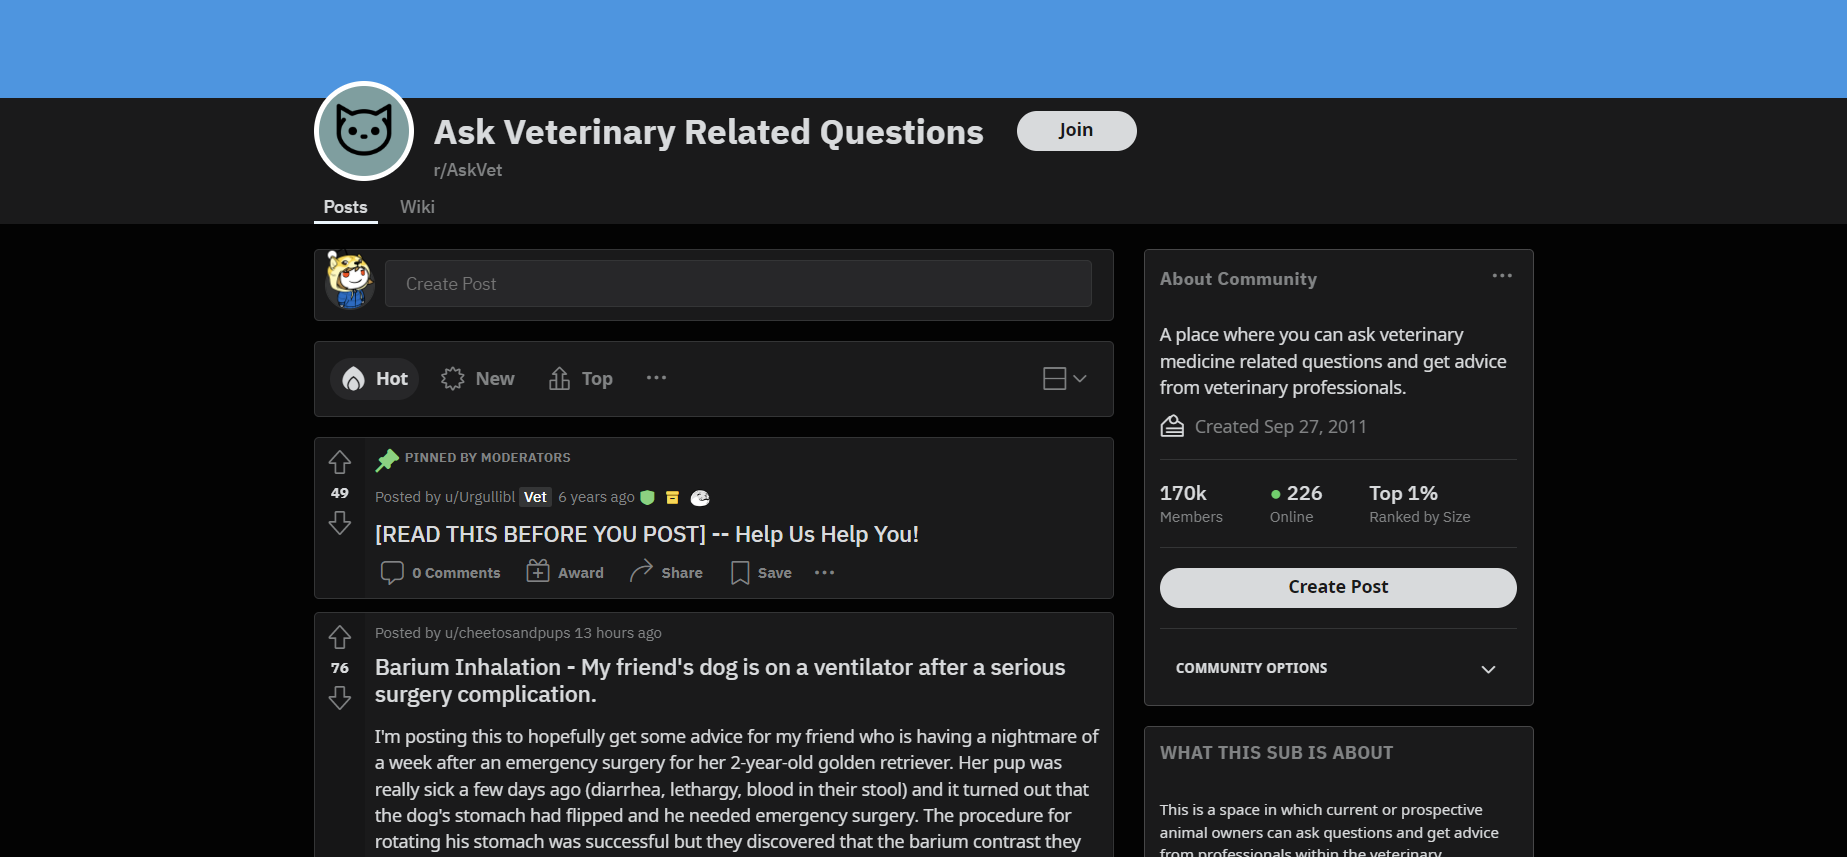 Ask Veterinary Related Questions
Join
r/AskVet
Posts Wiki
Create Post
Hot New Top
PINNED BY MODERATORS
49
Posted by u/Urgullibl Vet 6 years ago
[READ THIS BEFORE YOU POST] -- Help Us Help You!
0 Comments Award Share Save
Posted by u/cheetosandpups 13 hours ago
76
Barium Inhalation - My friend's dog is on a ventilator after a serious
surgery complication.
I'm posting this to hopefully get some advice for my friend who is having a nightmare of
a week after an emergency surgery for her 2-year-old golden retriever. Her pup was
really sick a few days ago (diarrhea, lethargy, blood in their stool) and it turned out that
the dog's stomach had flipped and he needed emergency surgery. The procedure for
rotating his stomach was successful but they discovered that the barium contrast they
About Community
A place where you can ask veterinary
medicine related questions and get advice
from veterinary professionals.
Created Sep 27, 2011
170k 226 Top 1%
Members Online Ranked by Size
Create Post
COMMUNITY OPTIONS
WHAT THIS SUB IS ABOUT
This is a space in which current or prospective
animal owners can ask questions and get advice
from professionals within the veterinary